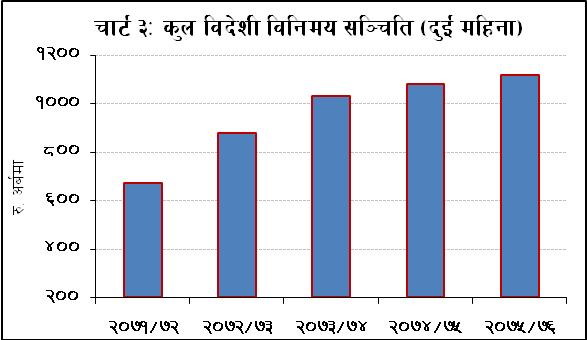 चार्ट ३: कुल विदेशी विनिमय सञ्चिति (दुई महिना)
रु. अर्बमा
१२००
१०००
८००
६००
४००
२००
२०७१/७२ २०७२/७३ २०७३/७४ २०७४/७५ २०७५/७६